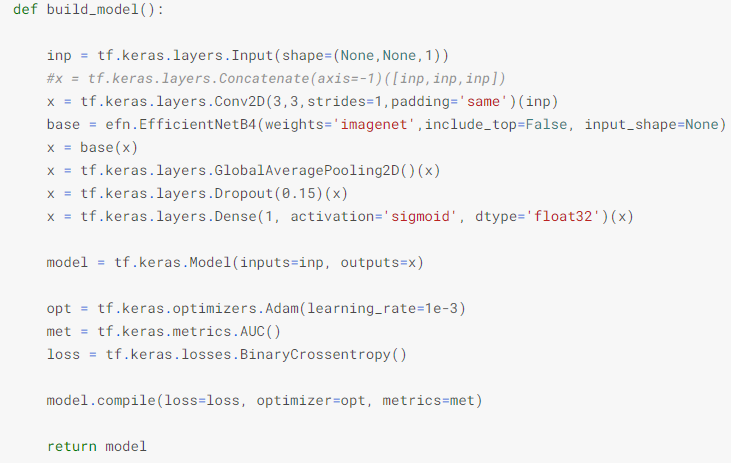 def build_model():
inp = tf.keras.layers.Input(shape=(None,None,1))
#x = tf.keras.layers.Concatenate(axis=-1)([inp,inp,inp])
x = tf.keras.layers.Conv2D(3,3,strides=1,padding='same')(inp)
base = efn.EfficientNetB4(weights='imagenet',include_top=False, input_shape=None)
x = base(x)
x = tf.keras.layers.GlobalAveragePooling2D()(x)
x = tf.keras.layers.Dropout(0.15)(x)
x = tf.keras.layers.Dense(1, activation='sigmoid', dtype='float32')(x)
model = tf.keras.Model(inputs=inp, outputs=x)
opt = tf.keras.optimizers.Adam(learning_rate=1e-3)
met = tf.keras.metrics.AUC()
loss = tf.keras.losses.BinaryCrossentropy()
model.compile(loss=loss, optimizer=opt, metrics=met)
return model